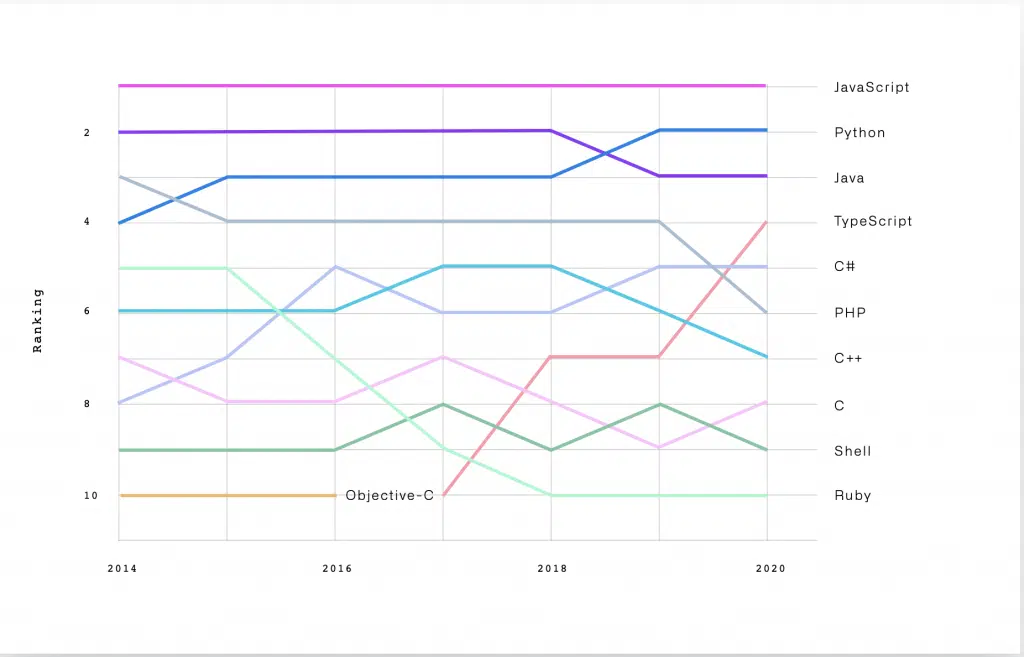 JavaScript
2
Python
Java
4
TypeScript
C#
Ranking
6
PHP
C++
8
C
Shell
10
Objective-C
Ruby
2014
2016
2018
2020